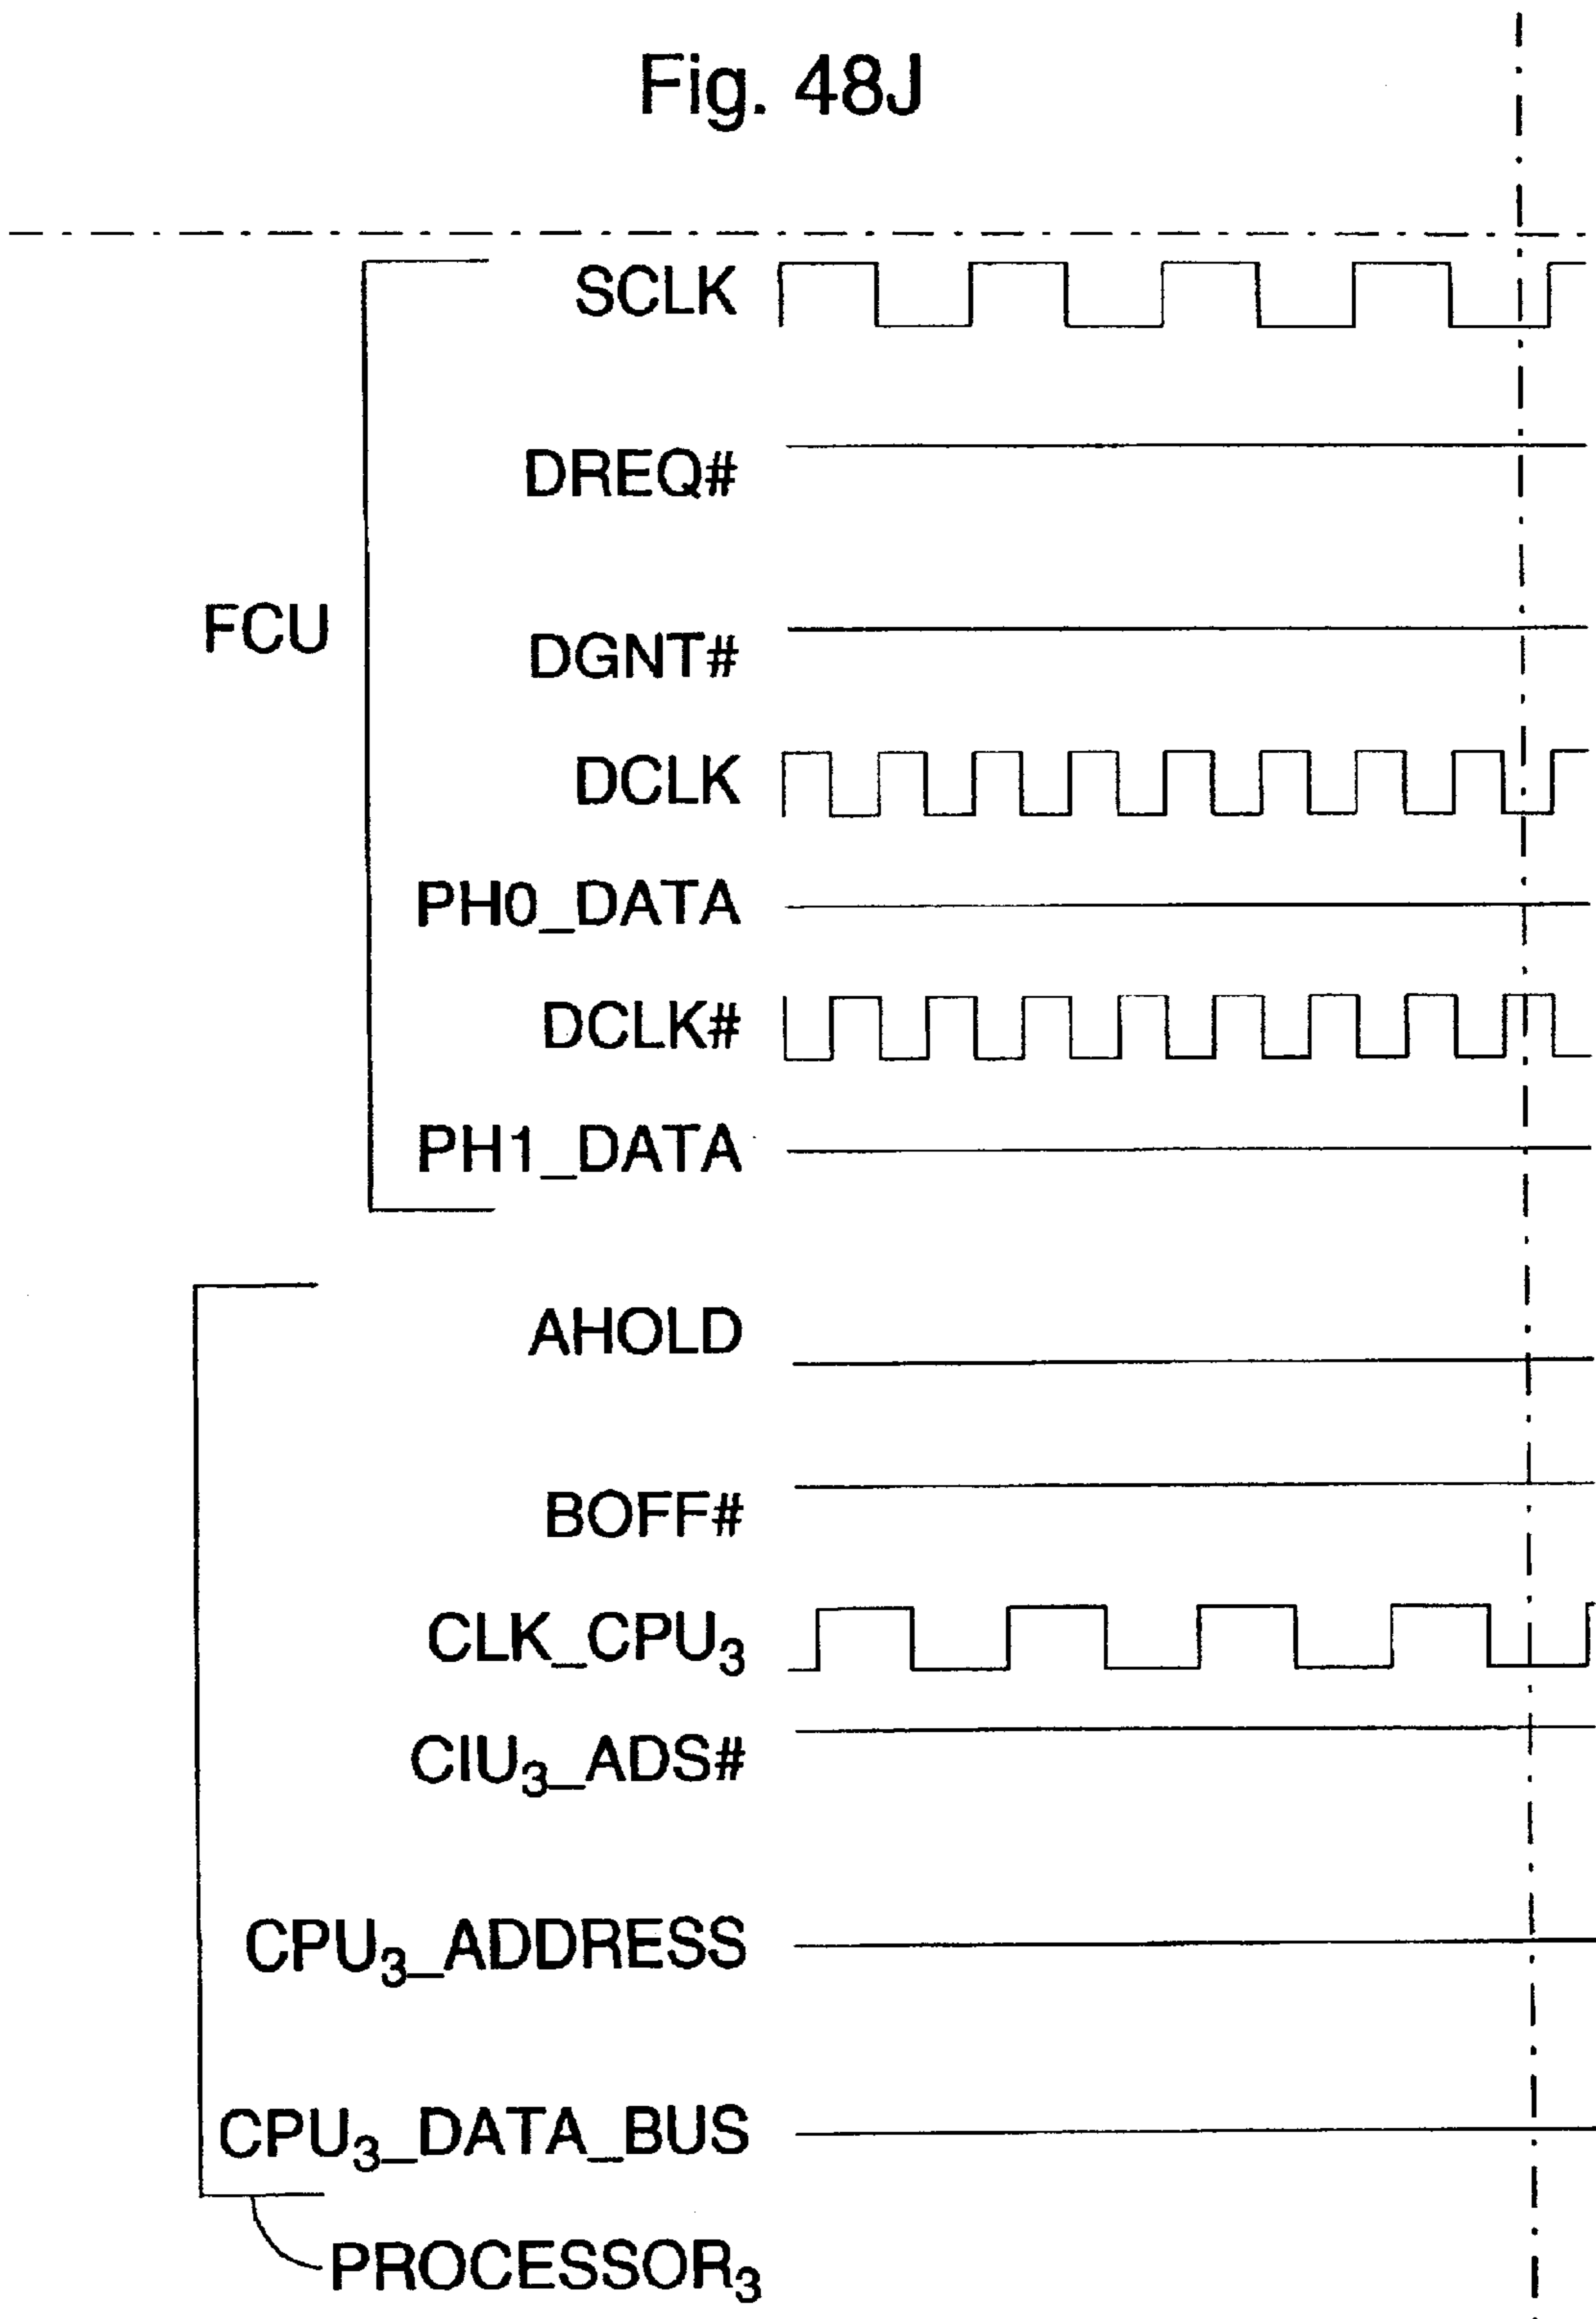 Fig. 48J
SCLK
DREQ#
FCU
DGNT#
DCLK
PH0_DATA
DCLK#
PH1_DATA
AHOLD
BOFF#
CLK_CPU₃
CIU₃_ADS#
CPU₃_ADDRESS
CPU₃_DATA_BUS
PROCESSOR₃